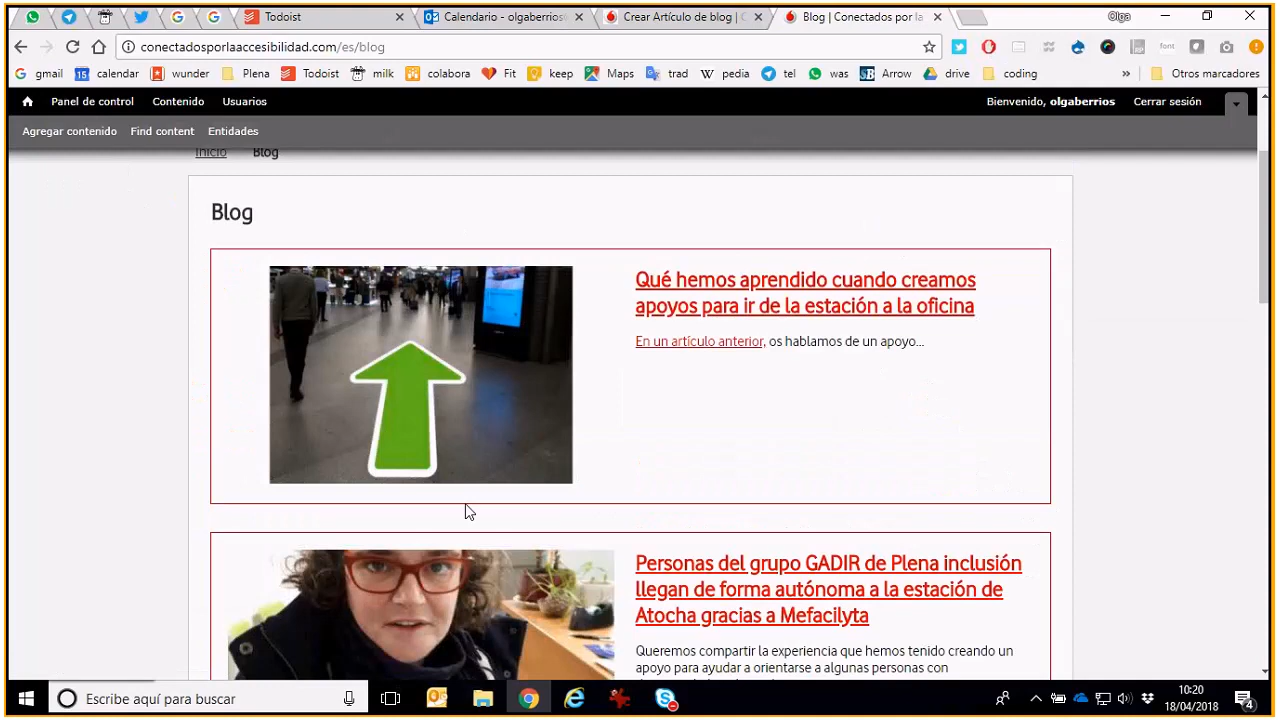 Todoist
Calendario - olgaberrios
Crear Artículo de blog | C
Blog | Conectados por la
Olga
conectadosporlaaccesibilidad.com/es/blog
font
gmail
calendar
wunder
Plena
Todoist
milk
colabora
Fit
keep
Maps
trad
pedia
tel
was
Arrow
drive
coding
Otros marcadores
Panel de control
Contenido
Usuarios
Bienvenido, olgaberrios
Cerrar sesión
Agregar contenido
Find content
Entidades
Inicio
Blog
Blog
Qué hemos aprendido cuando creamos
apoyos para ir de la estación a la oficina
En un artículo anterior, os hablamos de un apoyo...
Personas del grupo GADIR de Plena inclusión
llegan de forma autónoma a la estación de
Atocha gracias a Mefacilyta
Queremos compartir la experiencia que hemos tenido creando un
apoyo para ayudar a orientarse a algunas personas con
Escribe aquí para buscar
10:20
18/04/2018
4